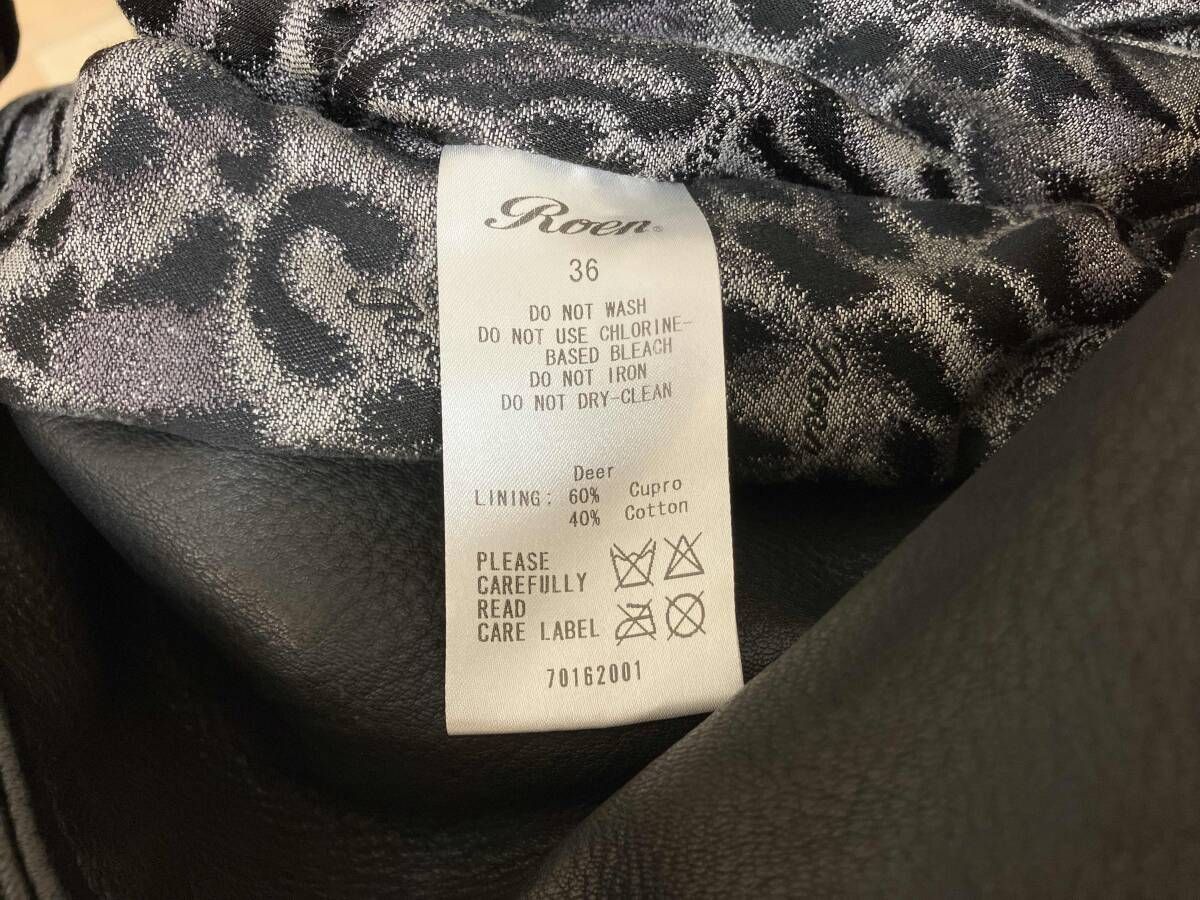 Roen®
36
DO NOT WASH
DO NOT USE CHLORINE-
BASED BLEACH
DO NOT IRON
DO NOT DRY-CLEAN
Deer
LINING: 60% Cupro
40% Cotton
PLEASE
CAREFULLY
READ
CARE LABEL
70162001
Roen